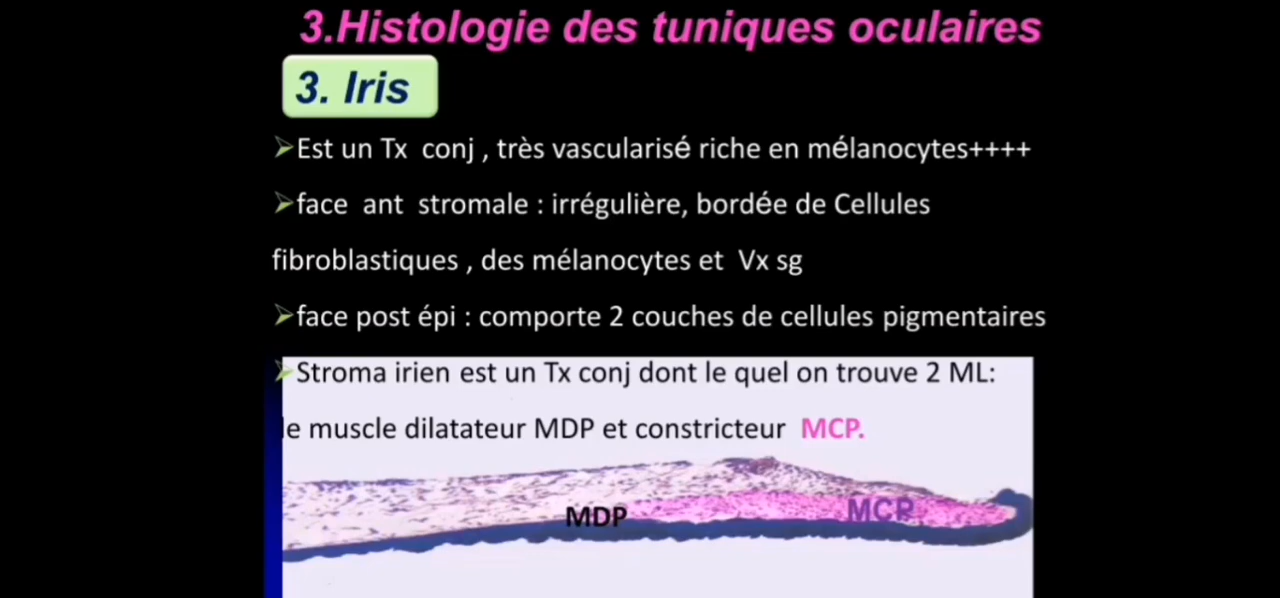 3.Histologie des tuniques oculaires
3. Iris
➢Est un Tx conj , très vascularisé riche en mélanocytes++++
➢face ant stromale : irrégulière, bordée de Cellules
fibroblastiques , des mélanocytes et Vx sg
➢face post épi : comporte 2 couches de cellules pigmentaires
➢Stroma irien est un Tx conj dont le quel on trouve 2 ML:
le muscle dilatateur MDP et constricteur MCP.
MDP MCP